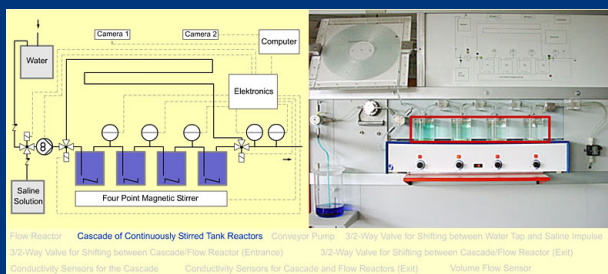 Camera 1
Camera 2
Computer
Water
Elektronics
Saline Solution
Four Point Magnetic Stirrer
Flow Reactor Cascade of Continuously Stirred Tank Reactors Conveyor Pump 3/2-Way Valve for Shifting between Water Tap and Saline Impulse
3/2-Way Valve for Shifting between Cascade/Flow Reactor (Entrance) 3/2-Way Valve for Shifting between Cascade/Flow Reactor (Exit)
Conductivity Sensors for the Cascade Conductivity Sensors for Cascade and Flow Reactors (Exit) Volume Flow Sensor